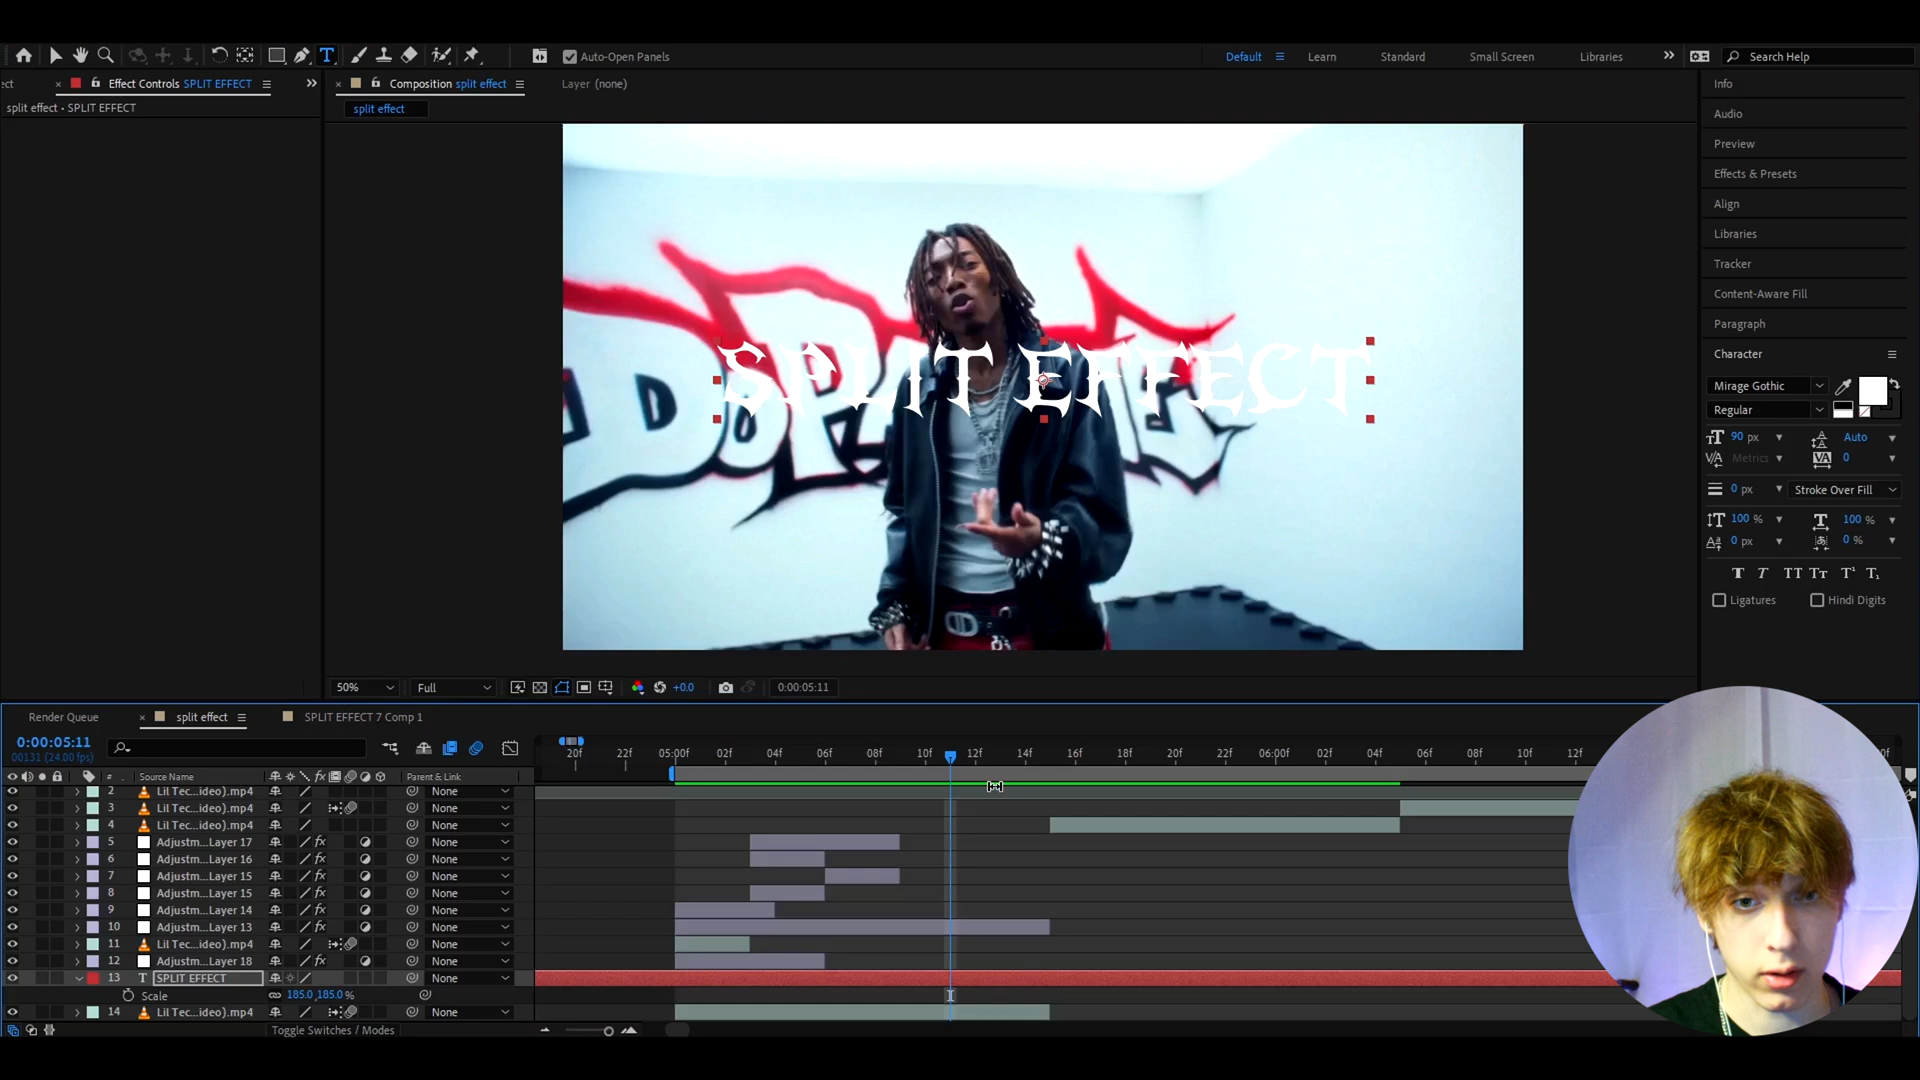 Auto-Open Panels
Default
Learn
Standard
Small Screen
Libraries
Search Help
ect
Effect Controls SPLIT EFFECT
Composition split effect
Layer (none)
split effect • SPLIT EFFECT
split effect
Info
Audio
Preview
Effects & Presets
Align
Libraries
Tracker
Content-Aware Fill
Paragraph
Character
Mirage Gothic
Regular
90 px
Auto
Metrics
0
0 px
Stroke Over Fill
100 %
100 %
0 px
0 %
Ligatures
Hindi Digits
SPLIT EFFECT
50%
Full
+0.0
0:00:05:11
Render Queue
split effect
SPLIT EFFECT 7 Comp 1
0:00:05:11
00131 (24.00 fps)
20f 22f 05:00f 02f 04f 06f 08f 10f 12f 14f 16f 18f 20f 22f 06:00f 02f 04f 06f 08f 10f 12f
# Source Name Parent & Link
2 Lil Tec...ideo).mp4 None
3 Lil Tec...ideo).mp4 None
4 Lil Tec...ideo).mp4 None
5 Adjustm...Layer 17 None
6 Adjustm...Layer 16 None
7 Adjustm...Layer 15 None
8 Adjustm...Layer 15 None
9 Adjustm...Layer 14 None
10 Adjustm...Layer 13 None
11 Lil Tec...ideo).mp4 None
12 Adjustm...Layer 18 None
13 T SPLIT EFFECT None
Scale 185.0,185.0 %
14 Lil Tec...ideo).mp4 None
Toggle Switches / Modes